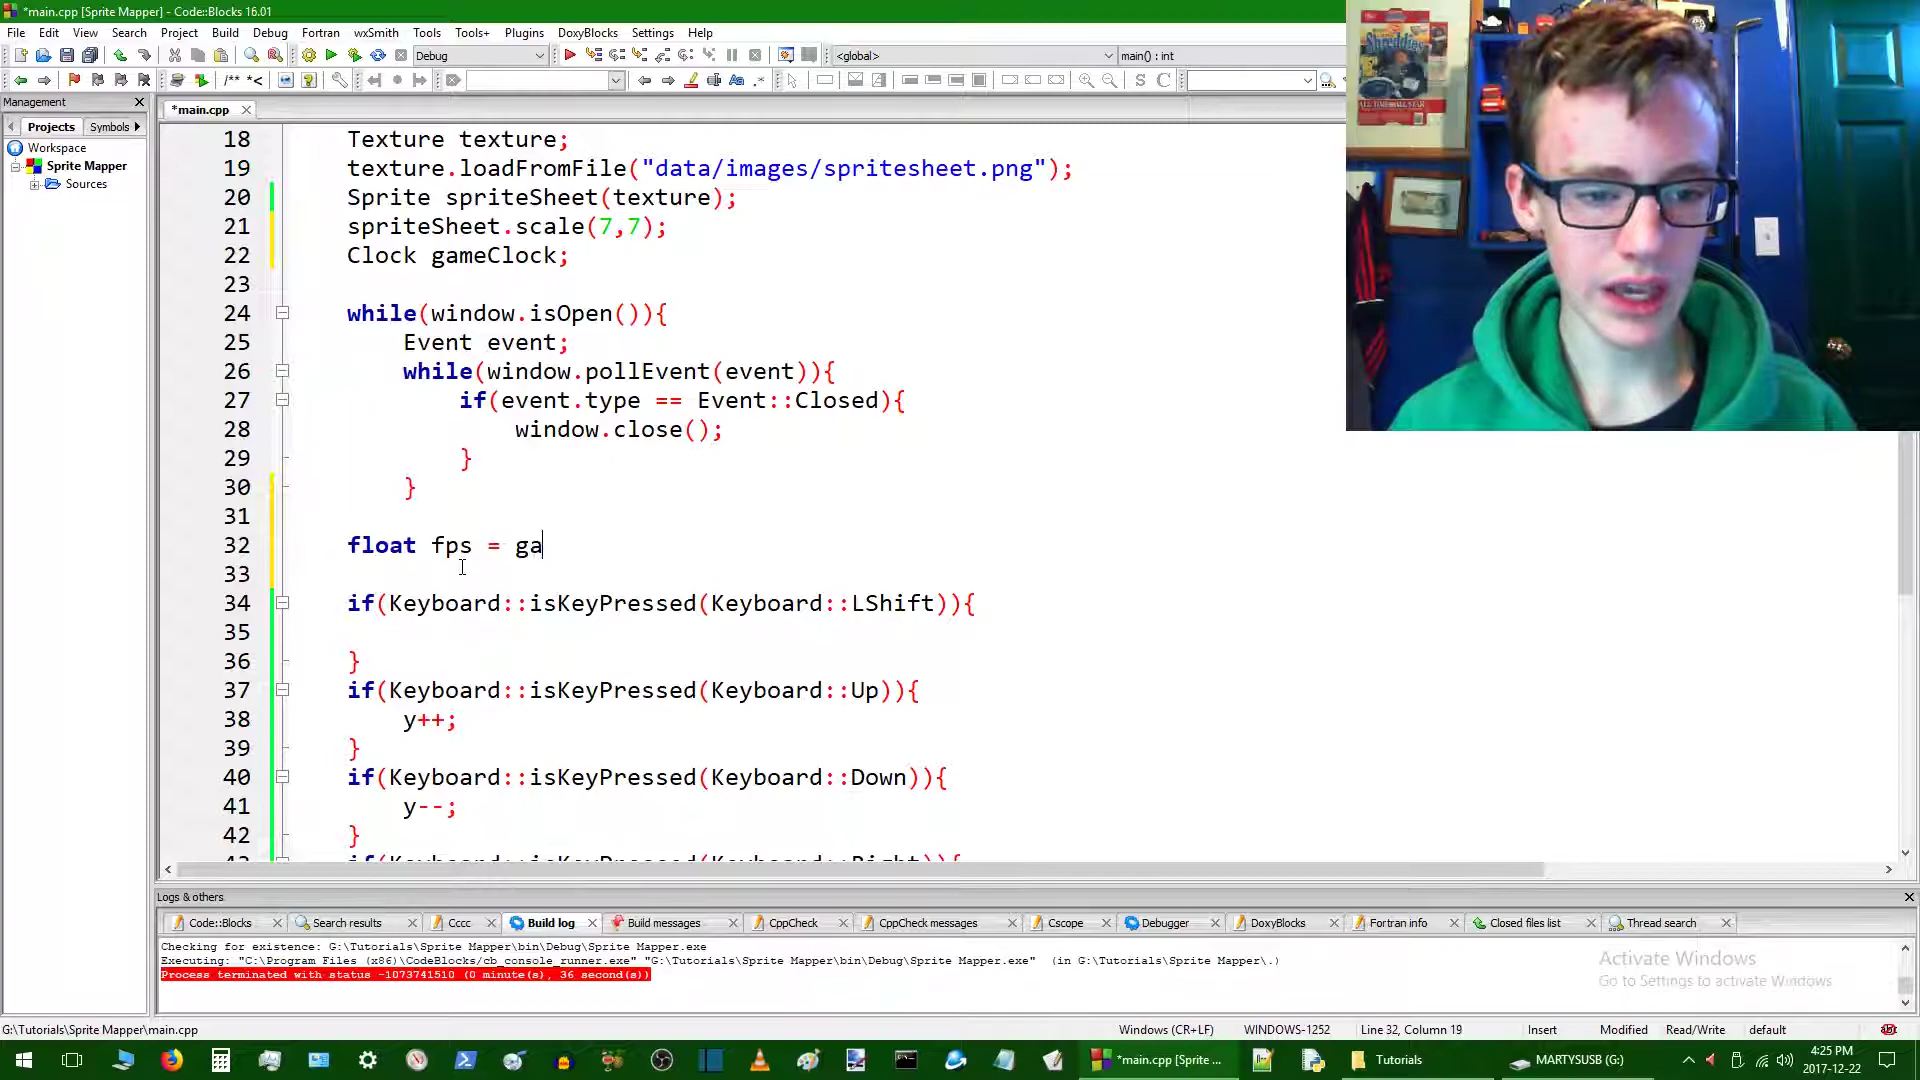 *main.cpp [Sprite Mapper] - Code::Blocks 16.01
File Edit View Search Project Build Debug Fortran wxSmith Tools Tools+ Plugins DoxyBlocks Settings Help
Debug <global> main() : int
/** *<
S C
Management
*main.cpp
Projects Symbols
Workspace
Sprite Mapper
Sources
18 Texture texture;
19 texture.loadFromFile("data/images/spritesheet.png");
20 Sprite spriteSheet(texture);
21 spriteSheet.scale(7,7);
22 Clock gameClock;
23
24 while(window.isOpen()){
25 Event event;
26 while(window.pollEvent(event)){
27 if(event.type == Event::Closed){
28 window.close();
29 }
30 }
31
32 float fps = ga
33
34 if(Keyboard::isKeyPressed(Keyboard::LShift)){
35
36 }
37 if(Keyboard::isKeyPressed(Keyboard::Up)){
38 y++;
39 }
40 if(Keyboard::isKeyPressed(Keyboard::Down)){
41 y--;
42 }
43 if(Keyboard::isKeyPressed(Keyboard::Right)){
Shreddies
Logs & others
Code::Blocks Search results Cccc Build log Build messages CppCheck CppCheck messages Cscope Debugger DoxyBlocks Fortran info Closed files list Thread search
Checking for existence: G:\Tutorials\Sprite Mapper\bin\Debug\Sprite Mapper.exe
Executing: "C:\Program Files (x86)\CodeBlocks/cb_console_runner.exe" "G:\Tutorials\Sprite Mapper\bin\Debug\Sprite Mapper.exe" (in G:\Tutorials\Sprite Mapper\.)
Process terminated with status -1073741510 (0 minute(s), 36 second(s))
Activate Windows
Go to Settings to activate Windows
G:\Tutorials\Sprite Mapper\main.cpp Windows (CR+LF) WINDOWS-1252 Line 32, Column 19 Insert Modified Read/Write default
*main.cpp [Sprite ... Tutorials MARTYSUSB (G:) 4:25 PM
2017-12-22